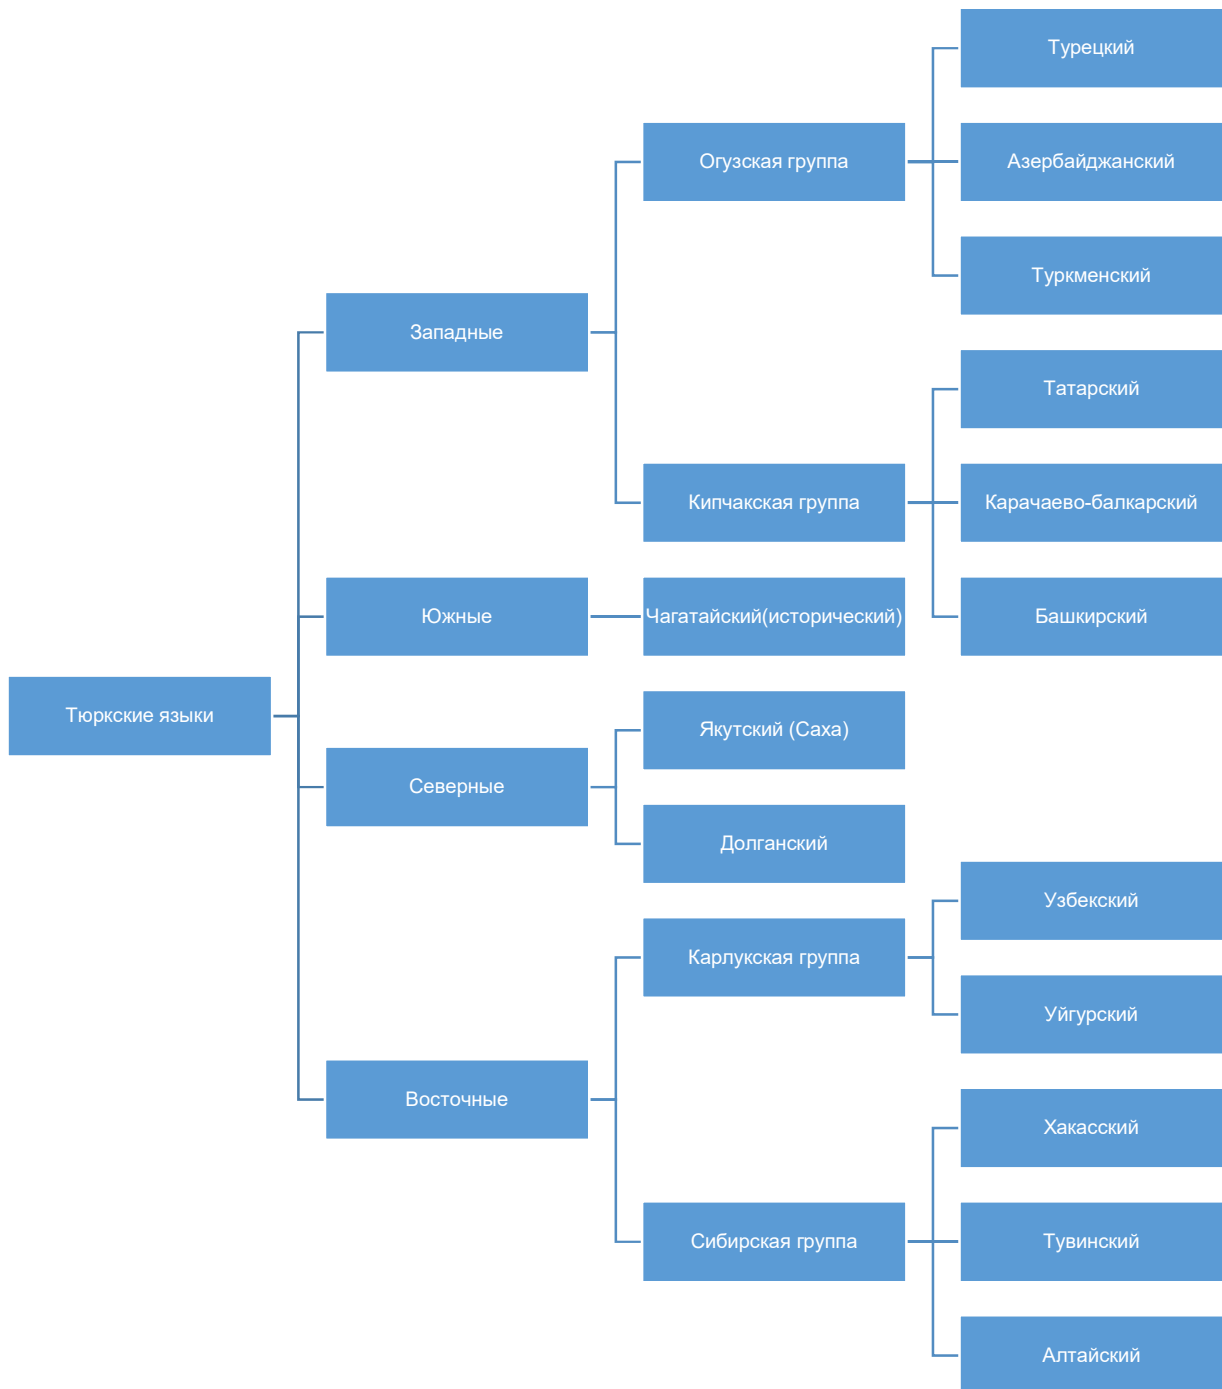 Тюркские языки
Западные
Огузская группа
Турецкий
Азербайджанский
Туркменский
Кипчакская группа
Татарский
Карачаево-балкарский
Башкирский
Южные
Чагатайский(исторический)
Северные
Якутский (Саха)
Долганский
Восточные
Карлукская группа
Узбекский
Уйгурский
Сибирская группа
Хакасский
Тувинский
Алтайский